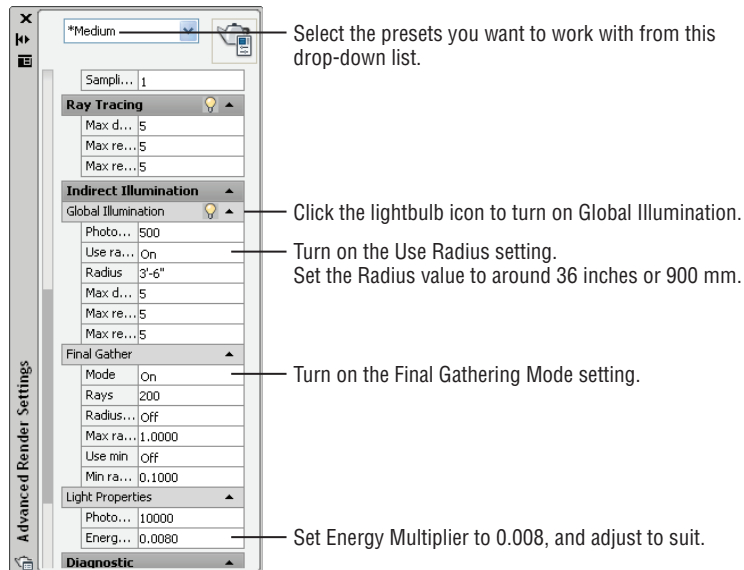 *Medium
Select the presets you want to work with from this
drop-down list.
Sampli... 1
Ray Tracing
Max d... 5
Max re... 5
Max re... 5
Indirect Illumination
Global Illumination
Click the lightbulb icon to turn on Global Illumination.
Photo... 500
Use ra... On
Turn on the Use Radius setting.
Radius 3'-6"
Set the Radius value to around 36 inches or 900 mm.
Max d... 5
Max re... 5
Max re... 5
Final Gather
Mode On
Turn on the Final Gathering Mode setting.
Rays 200
Radius... Off
Max ra... 1.0000
Use min Off
Min ra... 0.1000
Light Properties
Photo... 10000
Energ... 0.0080
Set Energy Multiplier to 0.008, and adjust to suit.
Diagnostic
Advanced Render Settings